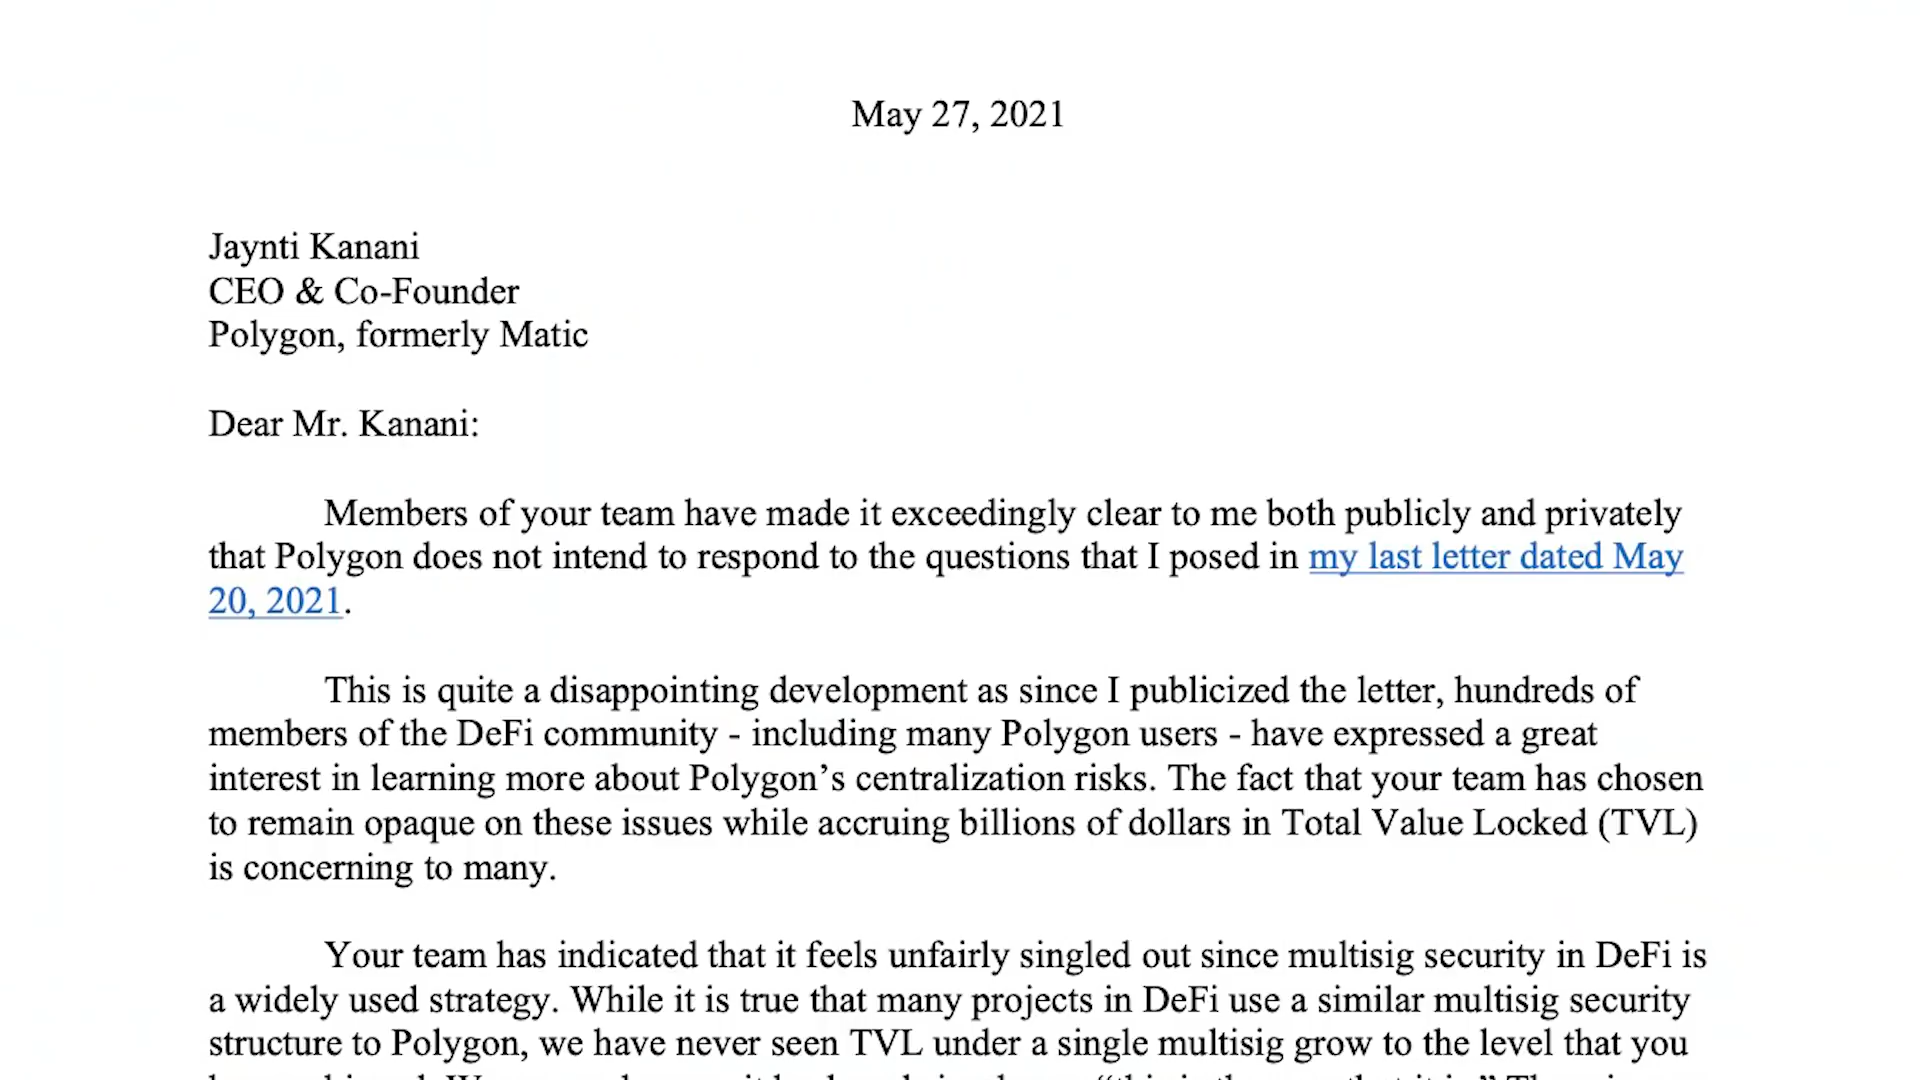 May 27, 2021
Jaynti Kanani
CEO & Co-Founder
Polygon, formerly Matic
Dear Mr. Kanani:
Members of your team have made it exceedingly clear to me both publicly and privately
that Polygon does not intend to respond to the questions that I posed in my last letter dated May
20, 2021.
This is quite a disappointing development as since I publicized the letter, hundreds of
members of the DeFi community - including many Polygon users - have expressed a great
interest in learning more about Polygon’s centralization risks. The fact that your team has chosen
to remain opaque on these issues while accruing billions of dollars in Total Value Locked (TVL)
is concerning to many.
Your team has indicated that it feels unfairly singled out since multisig security in DeFi is
a widely used strategy. While it is true that many projects in DeFi use a similar multisig security
structure to Polygon, we have never seen TVL under a single multisig grow to the level that you